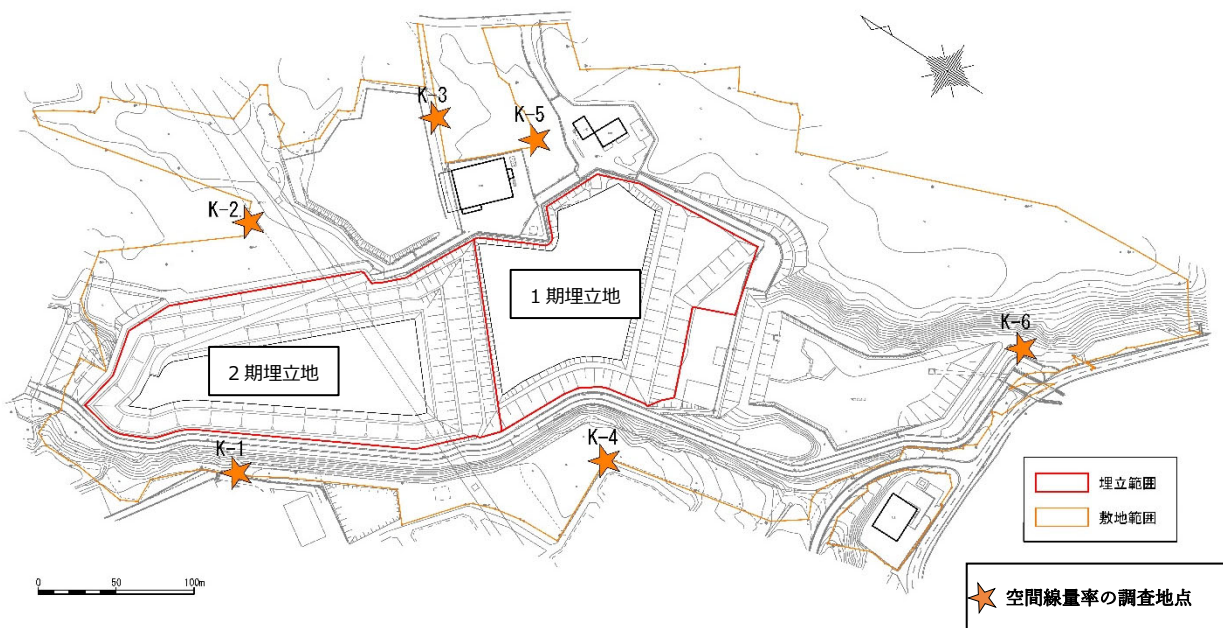 K-3
K-5
K-2
1期埋立地
2期埋立地
K-6
K-1
K-4
埋立範囲
敷地範囲
0 50 100m
空間線量率の調査地点